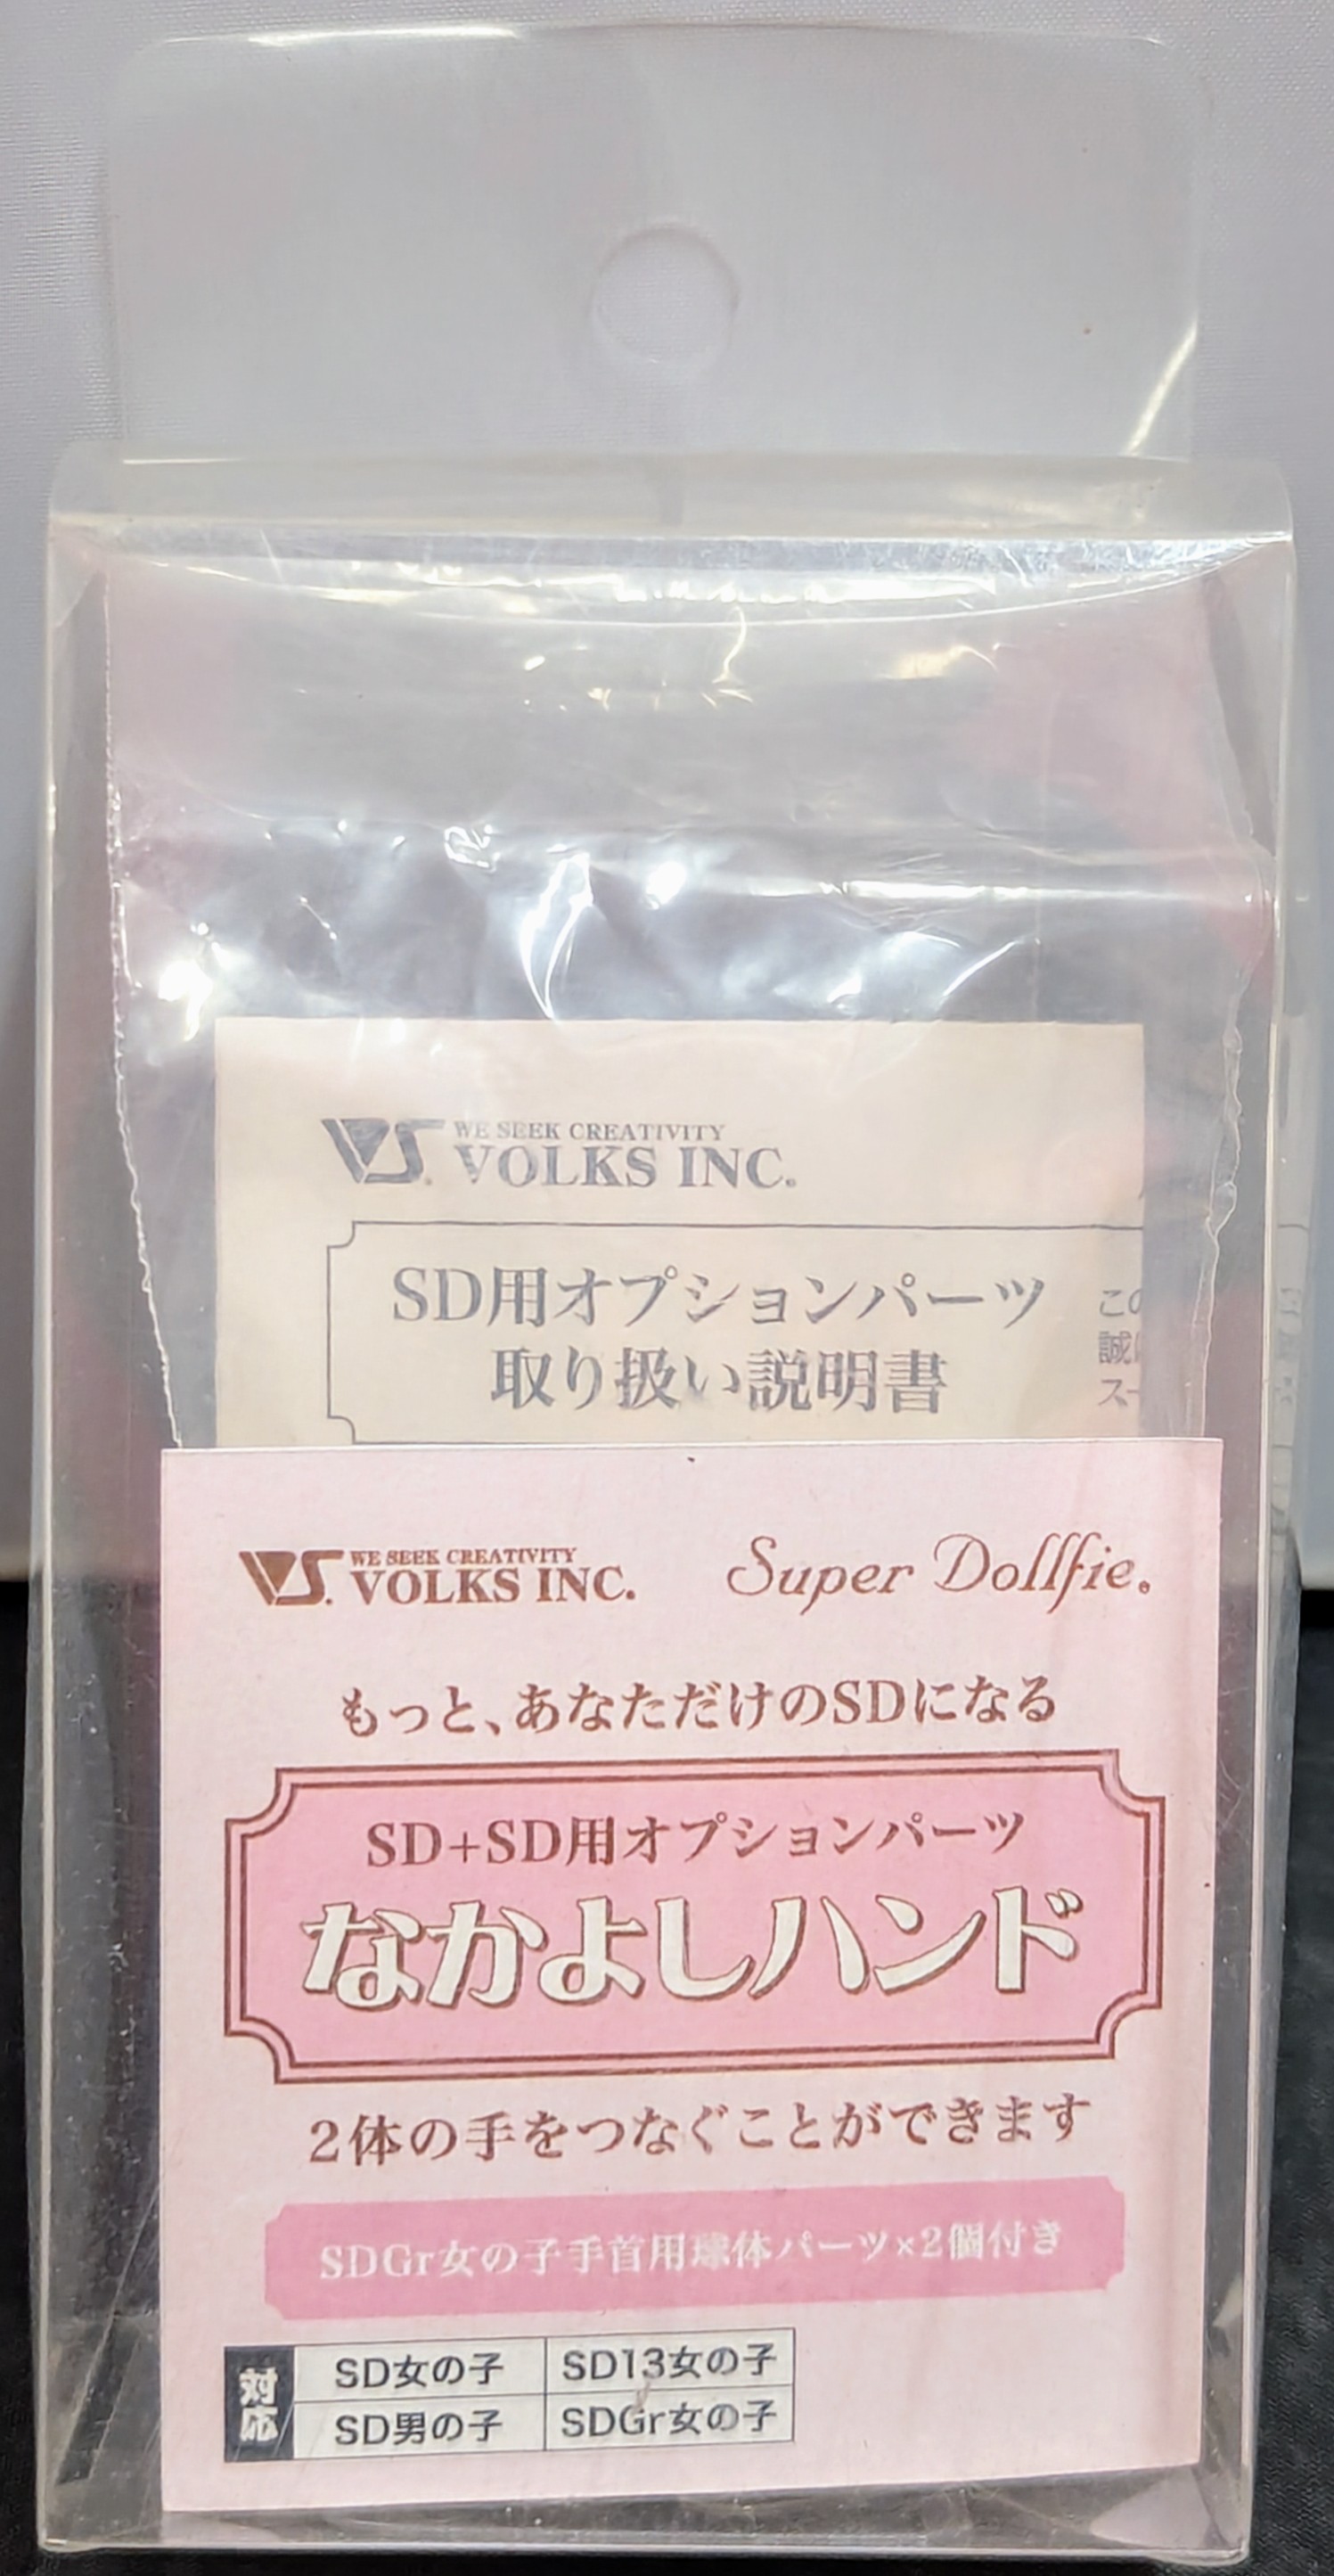 WE SEEK CREATIVITY
VOLKS INC.
SD用オプションパーツ
取り扱い説明書
この
誠に
スー
WE SEEK CREATIVITY
VOLKS INC.
Super Dollfie®
もっと、あなただけのSDになる
SD+SD用オプションパーツ
なかよしハンド
2体の手をつなぐことができます
SDGr女の子手首用球体パーツ×2個付き
対応
SD女の子
SD13女の子
SD男の子
SDGr女の子